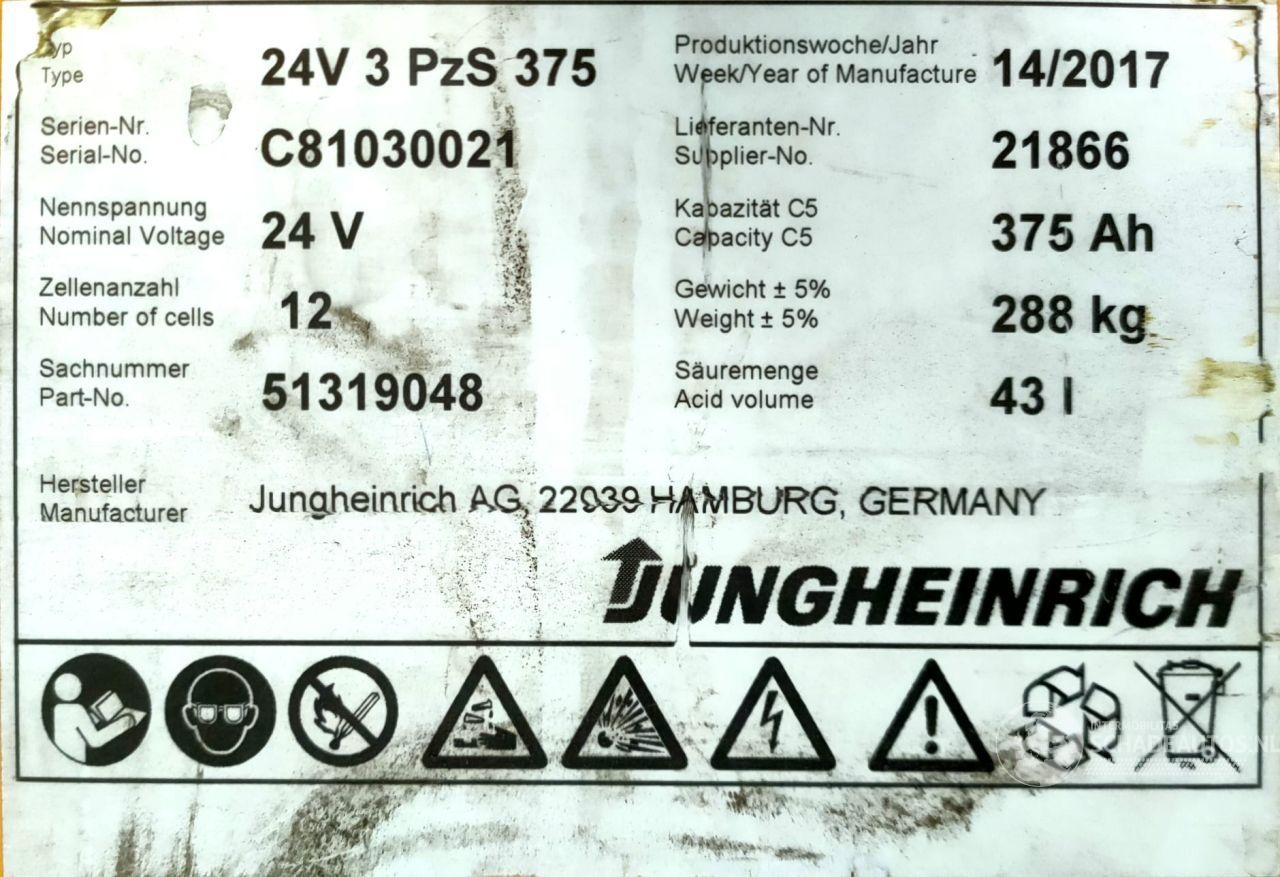 Typ
Type
24V 3 PzS 375
Produktionswoche/Jahr
Week/Year of Manufacture
14/2017
Serien-Nr.
Serial-No.
C81030021
Lieferanten-Nr.
Supplier-No.
21866
Nennspannung
Nominal Voltage
24 V
Kapazität C5
Capacity C5
375 Ah
Zellenanzahl
Number of cells
12
Gewicht ± 5%
Weight ± 5%
288 kg
Sachnummer
Part-No.
51319048
Säuremenge
Acid volume
43 l
Hersteller
Manufacturer
Jungheinrich AG, 22039 HAMBURG, GERMANY
JUNGHEINRICH
INTERMOBILITAS
SCHADEAUTOS.NL